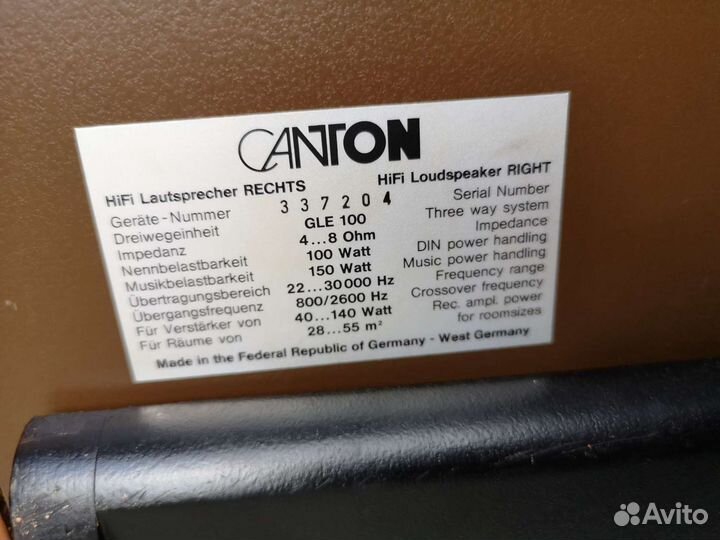 CANTON
HiFi Lautsprecher RECHTS HiFi Loudspeaker RIGHT
Geräte-Nummer 337204 Serial Number
Dreiwegeinheit GLE 100 Three way system
Impedanz 4...8 Ohm Impedance
Nennbelastbarkeit 100 Watt DIN power handling
Musikbelastbarkeit 150 Watt Music power handling
Übertragungsbereich 22...30000 Hz Frequency range
Übergangsfrequenz 800/2600 Hz Crossover frequency
Für Verstärker von 40...140 Watt Rec. ampl. power
Für Räume von 28...55 m² for roomsizes
Made in the Federal Republic of Germany - West Germany
Avito